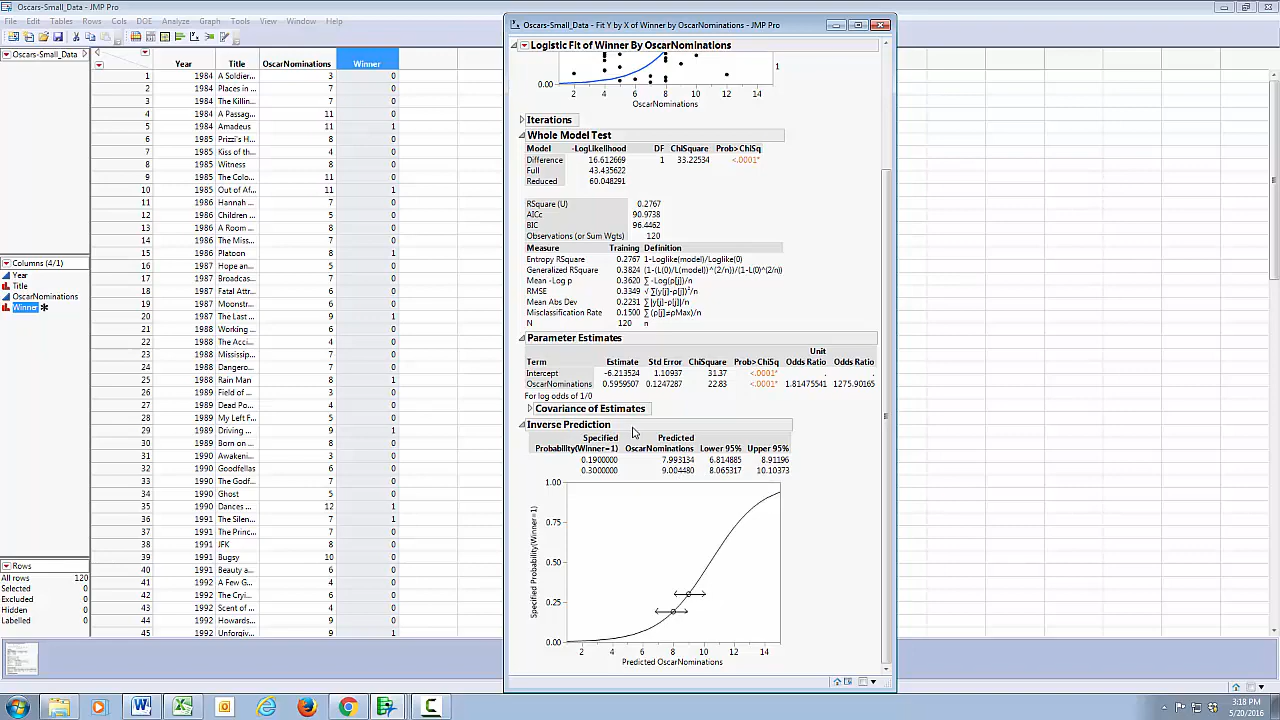 Oscars-Small_Data - JMP Pro
File Edit Tables Rows Cols DOE Analyze Graph Tools View Window Help
Oscars-Small_Data
Year Title OscarNominations Winner
1 1984 A Soldier... 3 0
2 1984 Places in ... 7 0
3 1984 The Killin... 7 0
4 1984 A Passag... 11 0
5 1984 Amadeus 11 1
6 1985 Prizzi's H... 8 0
7 1985 Kiss of th... 4 0
8 1985 Witness 8 0
9 1985 The Colo... 11 0
10 1985 Out of Af... 11 1
11 1986 Hannah ... 7 0
12 1986 Children ... 5 0
13 1986 A Room ... 8 0
14 1986 The Miss... 7 0
15 1986 Platoon 8 1
16 1987 Hope an... 5 0
17 1987 Broadcas... 7 0
18 1987 Fatal Attr... 6 0
19 1987 Moonstr... 6 0
20 1987 The Last ... 9 1
21 1988 Working ... 6 0
22 1988 The Acci... 4 0
23 1988 Mississip... 7 0
24 1988 Dangero... 7 0
25 1988 Rain Man 8 1
26 1989 Field of ... 3 0
27 1989 Dead Po... 4 0
28 1989 My Left F... 5 0
29 1989 Driving ... 9 1
30 1989 Born on ... 8 0
31 1990 Awakeni... 3 0
32 1990 Goodfellas 6 0
33 1990 The Godf... 7 0
34 1990 Ghost 5 0
35 1990 Dances ... 12 1
36 1991 The Silen... 7 1
37 1991 The Princ... 7 0
38 1991 JFK 8 0
39 1991 Bugsy 10 0
40 1991 Beauty a... 6 0
41 1992 A Few G... 4 0
42 1992 The Cryi... 6 0
43 1992 Scent of ... 4 0
44 1992 Howards... 9 0
45 1992 Unforgiv... 9 1
Columns (4/1)
Year
Title
OscarNominations
Winner
Rows
All rows 120
Selected 0
Excluded 0
Hidden 0
Labelled 0
Oscars-Small_Data - Fit Y by X of Winner by OscarNominations - JMP Pro
Logistic Fit of Winner By OscarNominations
1
0.00
2 4 6 8 10 12 14
OscarNominations
Iterations
Whole Model Test
Model -LogLikelihood DF ChiSquare Prob>ChiSq
Difference 16.612669 1 33.22534 <.0001*
Full 43.435622
Reduced 60.048291
RSquare (U) 0.2767
AICc 90.9738
BIC 96.4462
Observations (or Sum Wgts) 120
Measure Training Definition
Entropy RSquare 0.2767 1-Loglike(model)/Loglike(0)
Generalized RSquare 0.3824 (1-(L(0)/L(model))^(2/n))/(1-L(0)^(2/n))
Mean -Log p 0.3620 ∑ -Log(ρ[j])/n
RMSE 0.3349 √ ∑(y[j]-ρ[j])²/n
Mean Abs Dev 0.2231 ∑ |y[j]-ρ[j]|/n
Misclassification Rate 0.1500 ∑ (ρ[j]≠ρMax)/n
N 120 n
Parameter Estimates
Term Estimate Std Error ChiSquare Prob>ChiSq Unit Odds Ratio Odds Ratio
Intercept -6.213524 1.10937 31.37 <.0001* . .
OscarNominations 0.5959507 0.1247287 22.83 <.0001* 1.81475541 1275.90165
For log odds of 1/0
Covariance of Estimates
Inverse Prediction
Specified Probability(Winner=1) Predicted OscarNominations Lower 95% Upper 95%
0.1900000 7.993134 6.814885 8.91196
0.3000000 9.004480 8.065317 10.10373
Specified Probability(Winner=1)
1.00
0.75
0.50
0.25
0.00
2 4 6 8 10 12 14
Predicted OscarNominations
3:18 PM
5/20/2016